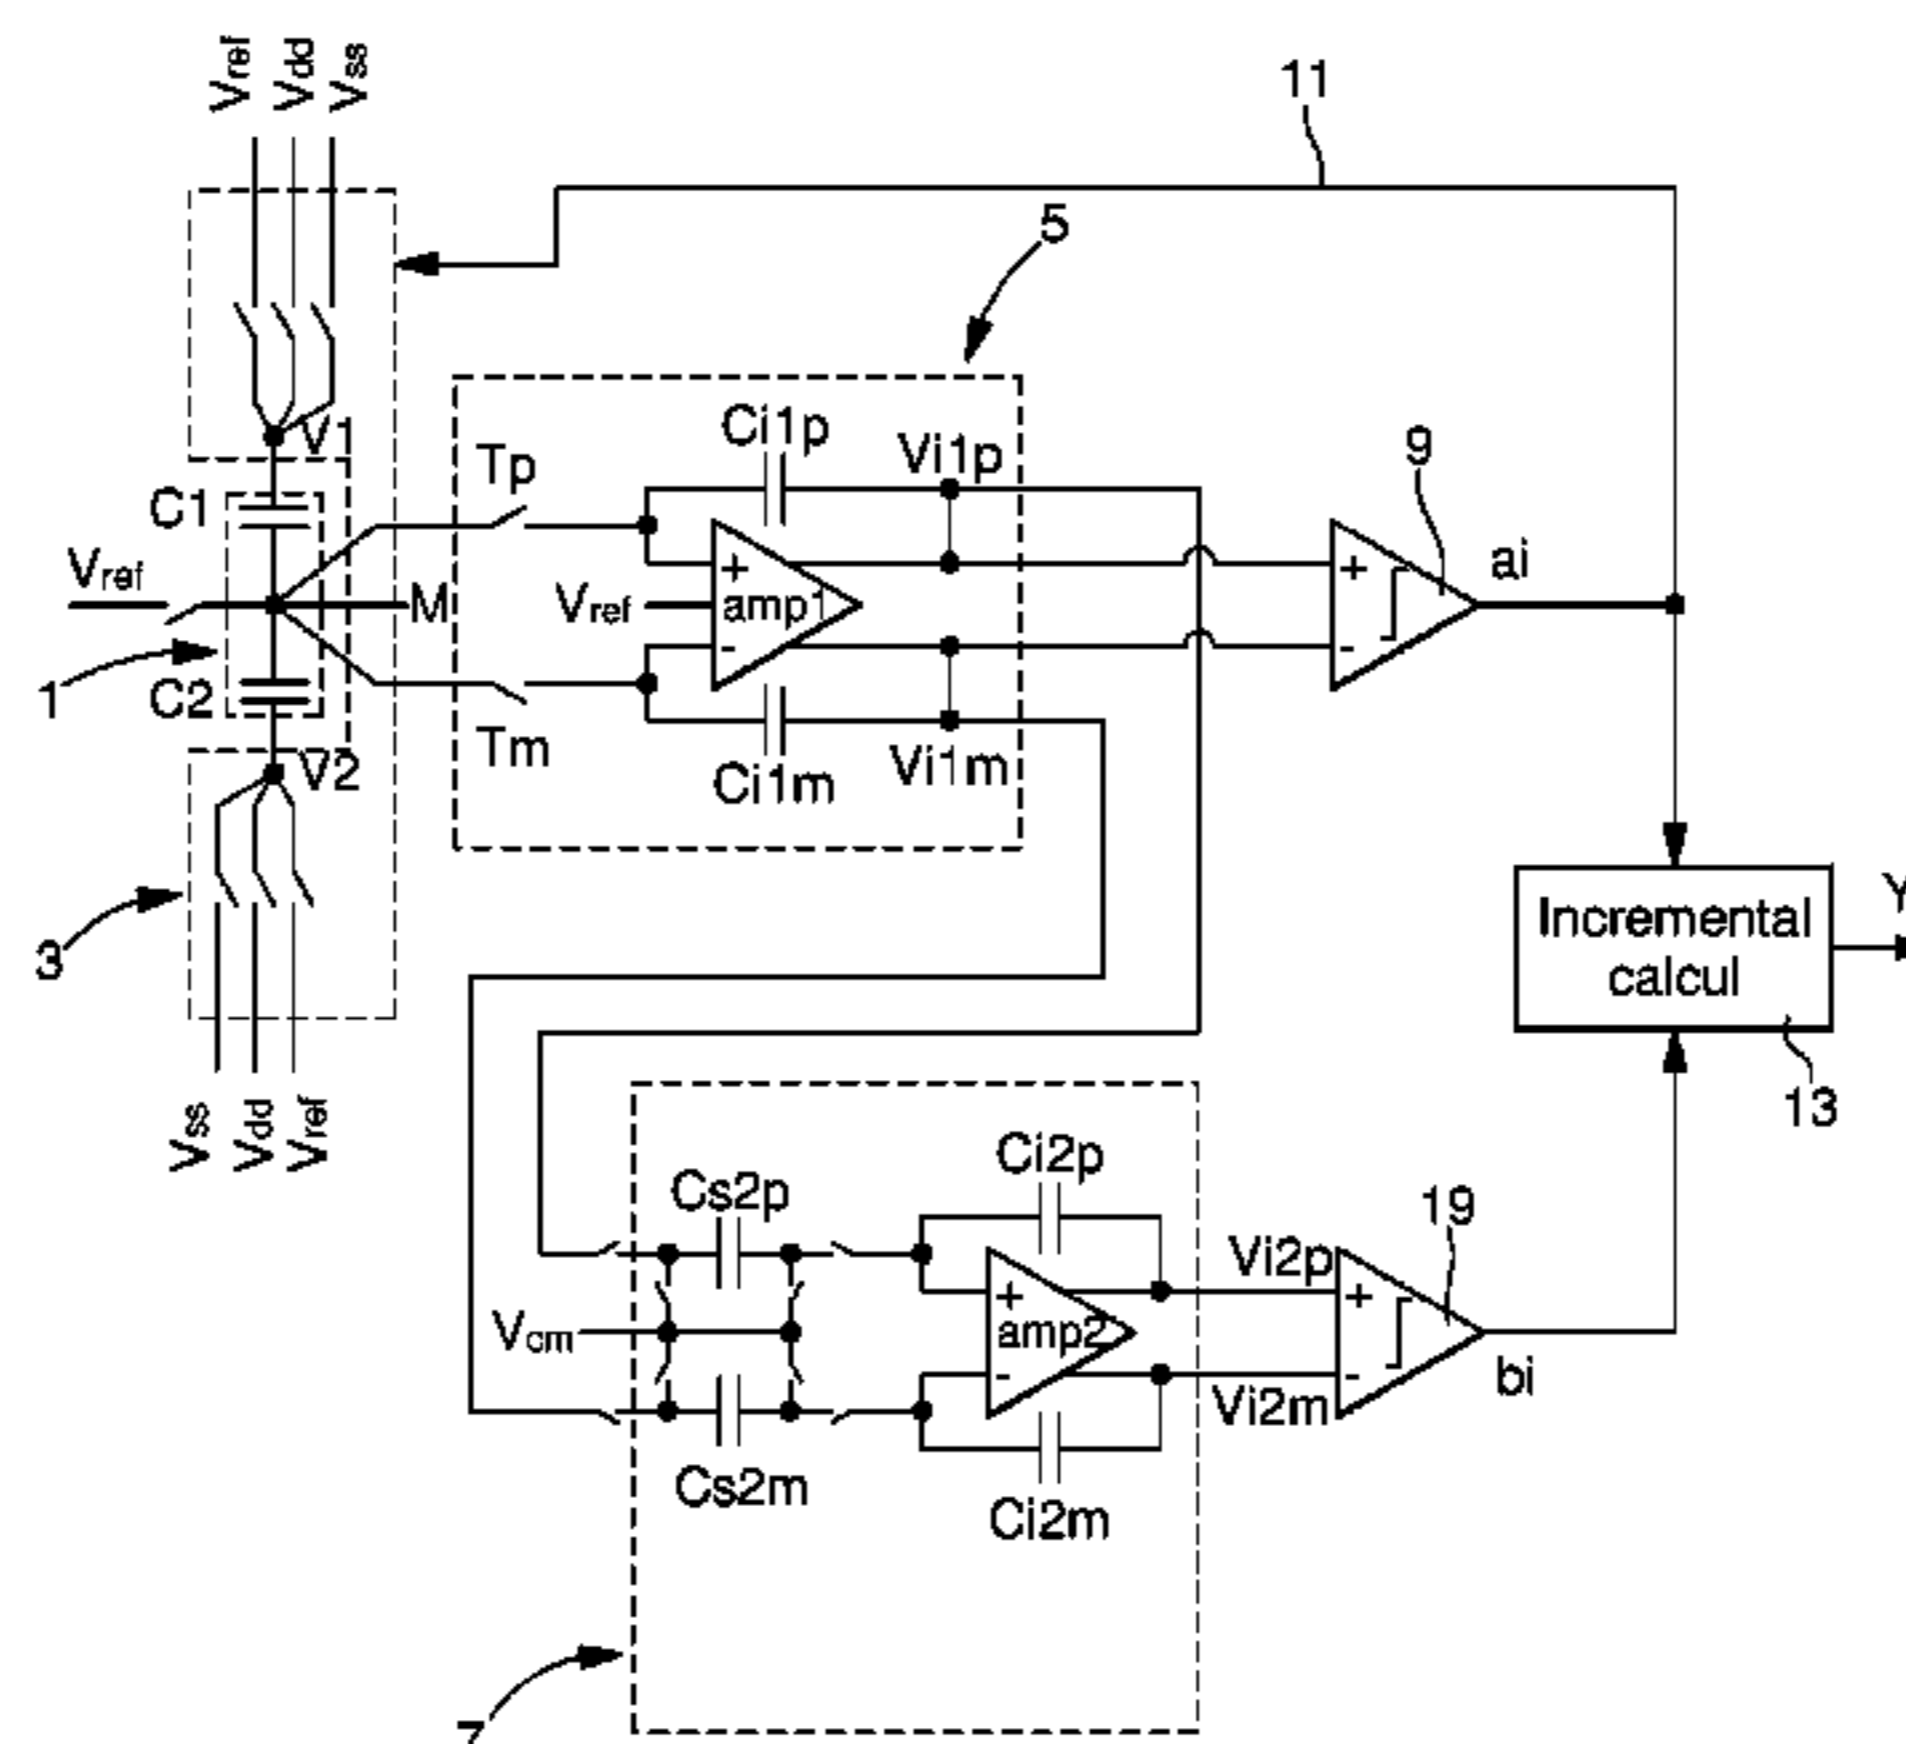 Vref
Vdd
Vss
11
5
V1
Ci1p
Vi1p
Tp
9
C1
ai
Vref
+
+
M
Vref
amp1
-
-
1
C2
Tm
V2
Ci1m
Vi1m
3
Incremental
calcul
Y
13
Vss
Vdd
Vref
Ci2p
Cs2p
19
Vi2p
+
+
Vcm
amp2
-
-
Vi2m
bi
Cs2m
Ci2m
7